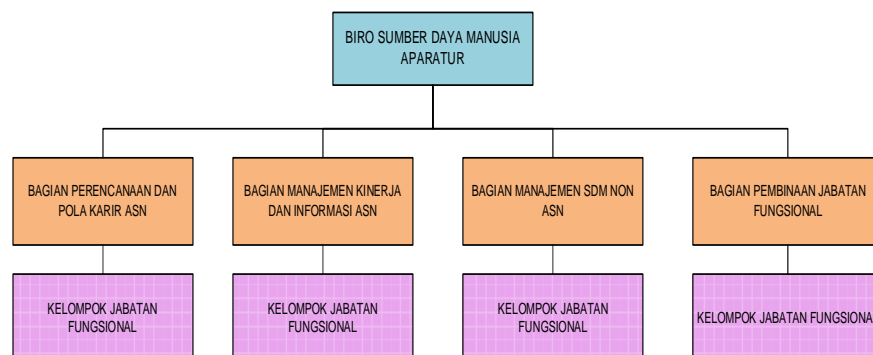 BIRO SUMBER DAYA MANUSIA
APARATUR
BAGIAN PERENCANAAN DAN
POLA KARIR ASN
BAGIAN MANAJEMEN KINERJA
DAN INFORMASI ASN
BAGIAN MANAJEMEN SDM NON
ASN
BAGIAN PEMBINAAN JABATAN
FUNGSIONAL
KELOMPOK JABATAN
FUNGSIONAL
KELOMPOK JABATAN
FUNGSIONAL
KELOMPOK JABATAN
FUNGSIONAL
KELOMPOK JABATAN FUNGSIONAL